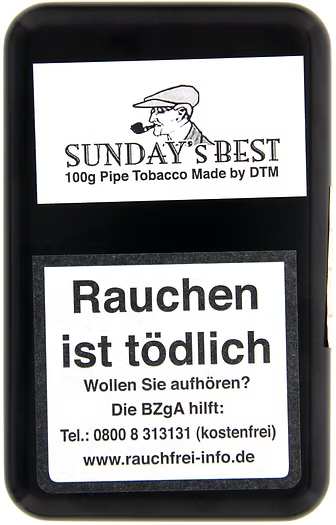 SUNDAY'S BEST
100g Pipe Tobacco Made by DTM
Rauchen
ist tödlich
Wollen Sie aufhören?
Die BZgA hilft:
Tel.: 0800 8 313131 (kostenfrei)
www.rauchfrei-info.de